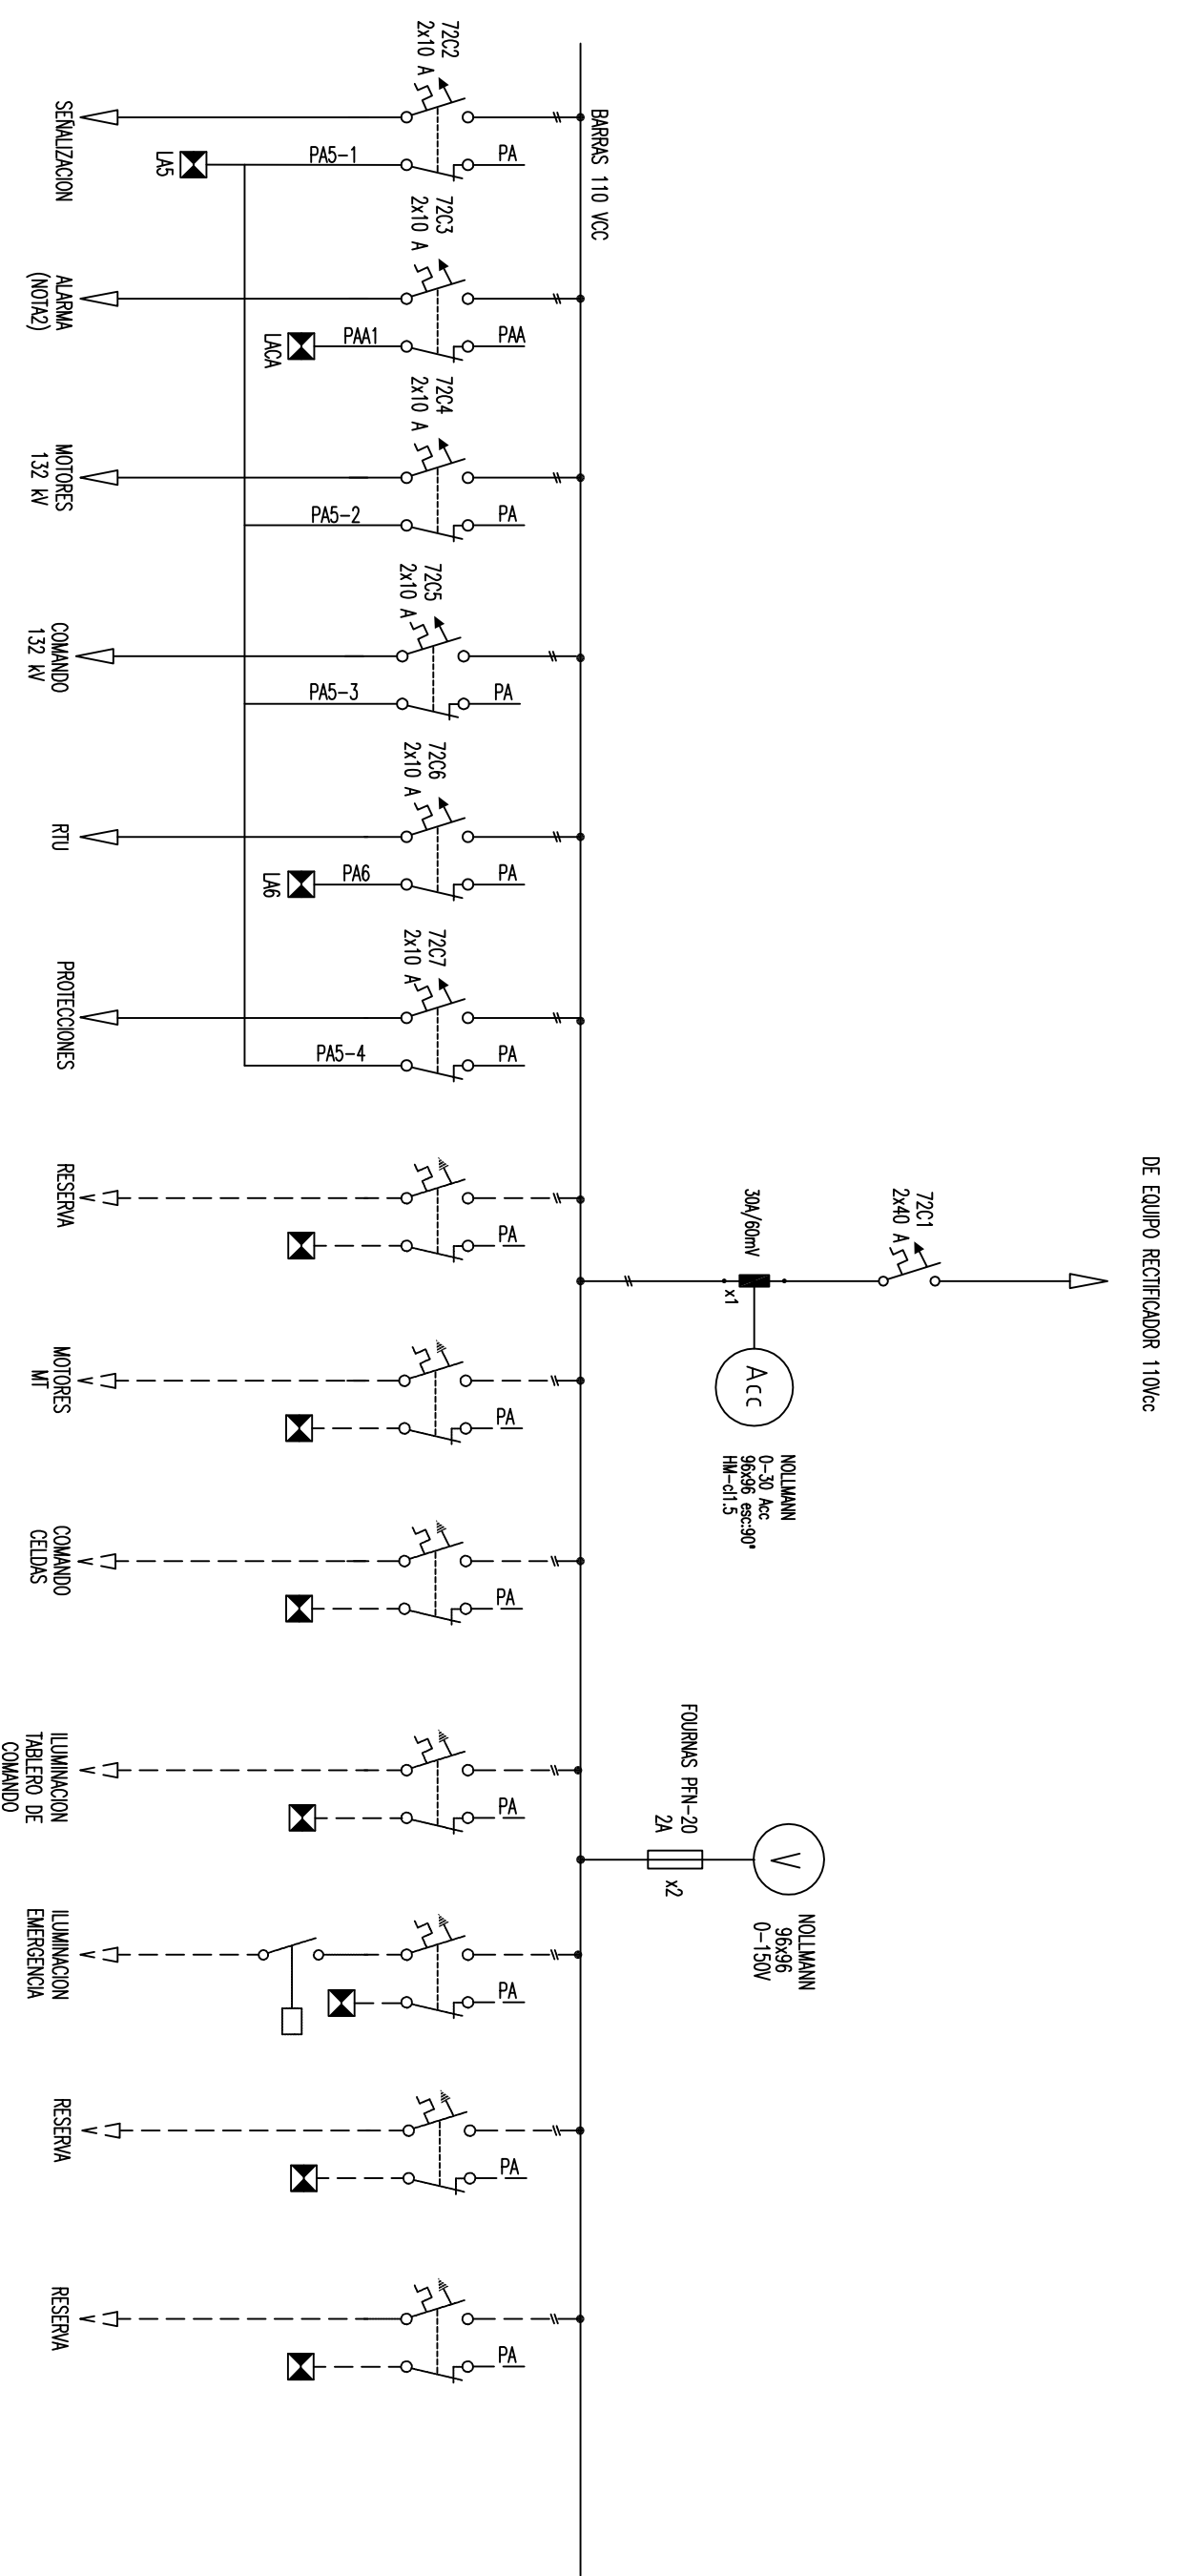 DE EQUIPO RECTIFICADOR 110Vcc
72C1
2x40 A
30A/60mV
x1
Acc
NOLLMANN
0-30 Acc
96x96 esc:90°
HM-cl1.5
FOURNAS PFN-20
2A
x2
V
NOLLMANN
96x96
0-150V
BARRAS 110 VCC
72C2
2x10 A
PA
PA5-1
LA5
SEÑALIZACION
72C3
2x10 A
PAA
PAA1
LACA
ALARMA
(NOTA2)
72C4
2x10 A
PA
PA5-2
MOTORES
132 kV
72C5
2x10 A
PA
PA5-3
COMANDO
132 kV
72C6
2x10 A
PA
PA6
LA6
RTU
72C7
2x10 A
PA
PA5-4
PROTECCIONES
PA
RESERVA
PA
MOTORES
MT
PA
COMANDO
CELDAS
PA
ILUMINACION
TABLERO DE
COMANDO
PA
ILUMINACION
EMERGENCIA
PA
RESERVA
PA
RESERVA